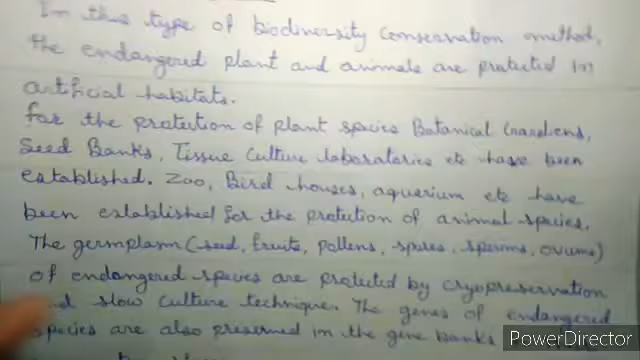 In this type of biodiversity conservation method,
the endangered plant and animals are protected in
artificial habitats.
For the protection of plant species Botanical Gardens,
Seed Banks, Tissue Culture laboratories etc have been
established. Zoo, Bird houses, aquarium etc have
been established for the protection of animal species.
The germplasm (seed, fruits, pollens, spores, sperms, ovums)
of endangered species are protected by cryopreservation
slow culture technique. The genes of endangered
species are also preserved in the gene banks
PowerDirector